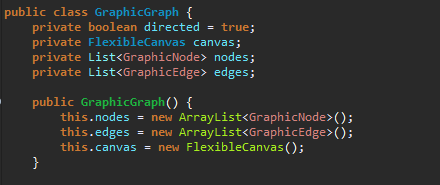 public class GraphicGraph {
    private boolean directed = true;
    private FlexibleCanvas canvas;
    private List<GraphicNode> nodes;
    private List<GraphicEdge> edges;

    public GraphicGraph() {
        this.nodes = new ArrayList<GraphicNode>();
        this.edges = new ArrayList<GraphicEdge>();
        this.canvas = new FlexibleCanvas();
    }